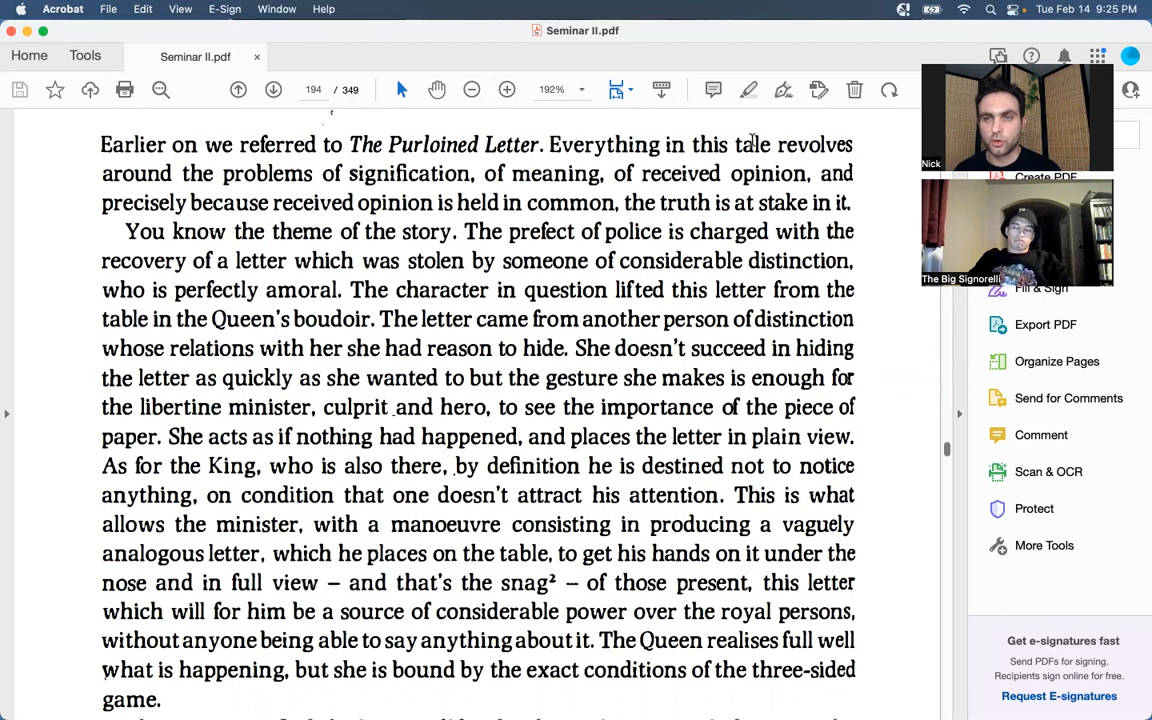 Acrobat File Edit View E-Sign Window Help Tue Feb 14 9:25 PM
Seminar II.pdf
Home Tools Seminar II.pdf ×
194 / 349 192%
Nick
The Big Signorelli
Create PDF
Fill & Sign
Export PDF
Organize Pages
Send for Comments
Comment
Scan & OCR
Protect
More Tools
Get e-signatures fast
Send PDFs for signing.
Recipients sign online for free.
Request E-signatures
Earlier on we referred to The Purloined Letter. Everything in this tale revolves
around the problems of signification, of meaning, of received opinion, and
precisely because received opinion is held in common, the truth is at stake in it.
You know the theme of the story. The prefect of police is charged with the
recovery of a letter which was stolen by someone of considerable distinction,
who is perfectly amoral. The character in question lifted this letter from the
table in the Queen's boudoir. The letter came from another person of distinction
whose relations with her she had reason to hide. She doesn't succeed in hiding
the letter as quickly as she wanted to but the gesture she makes is enough for
the libertine minister, culprit and hero, to see the importance of the piece of
paper. She acts as if nothing had happened, and places the letter in plain view.
As for the King, who is also there, by definition he is destined not to notice
anything, on condition that one doesn't attract his attention. This is what
allows the minister, with a manoeuvre consisting in producing a vaguely
analogous letter, which he places on the table, to get his hands on it under the
nose and in full view – and that's the snag² – of those present, this letter
which will for him be a source of considerable power over the royal persons,
without anyone being able to say anything about it. The Queen realises full well
what is happening, but she is bound by the exact conditions of the three-sided
game.